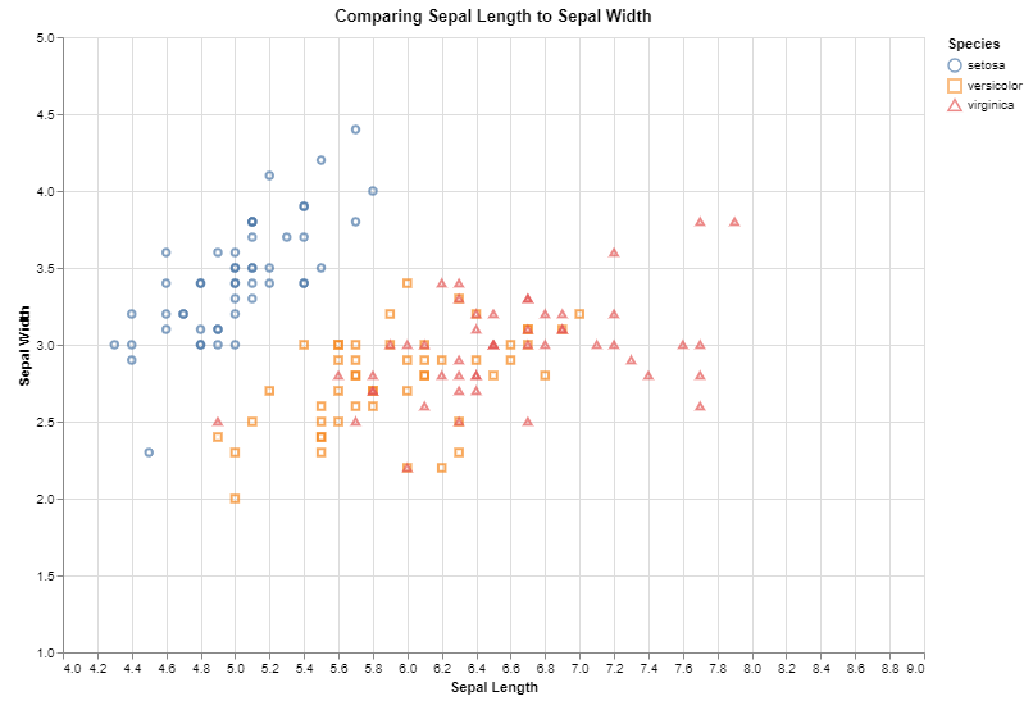 Comparing Sepal Length to Sepal Width
Species
setosa
versicolor
virginica
5.0
4.5
4.0
3.5
3.0
2.5
2.0
1.5
1.0
Sepal Width
4.0 4.2 4.4 4.6 4.8 5.0 5.2 5.4 5.6 5.8 6.0 6.2 6.4 6.6 6.8 7.0 7.2 7.4 7.6 7.8 8.0 8.2 8.4 8.6 8.8 9.0
Sepal Length